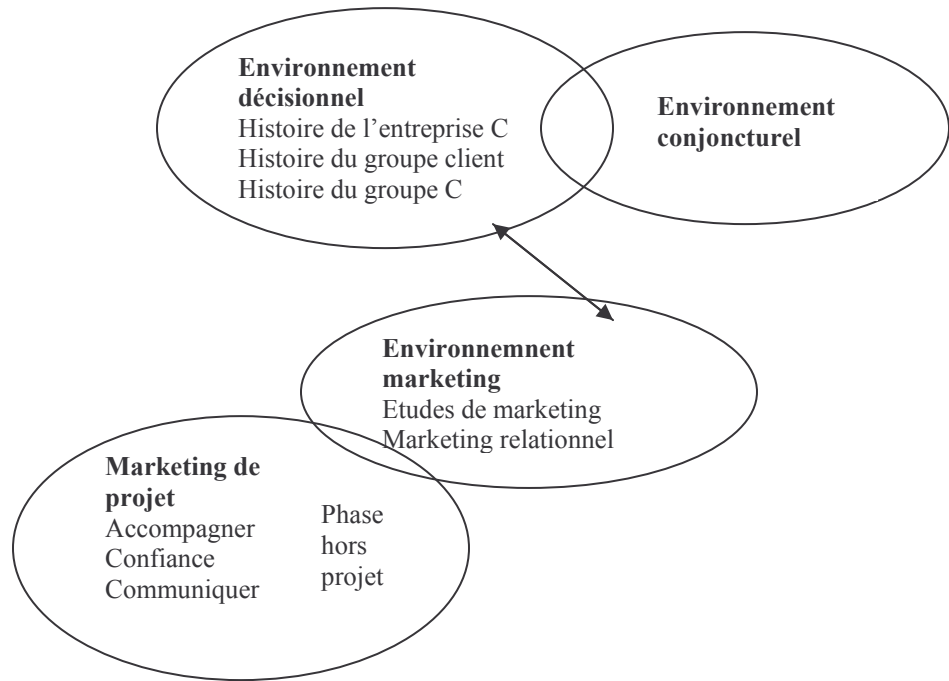 Environnement
décisionnel
Histoire de l’entreprise C
Histoire du groupe client
Histoire du groupe C
Environnement
conjoncturel
Environnemnent
marketing
Etudes de marketing
Marketing relationnel
Marketing de
projet
Accompagner
Confiance
Communiquer
Phase
hors
projet